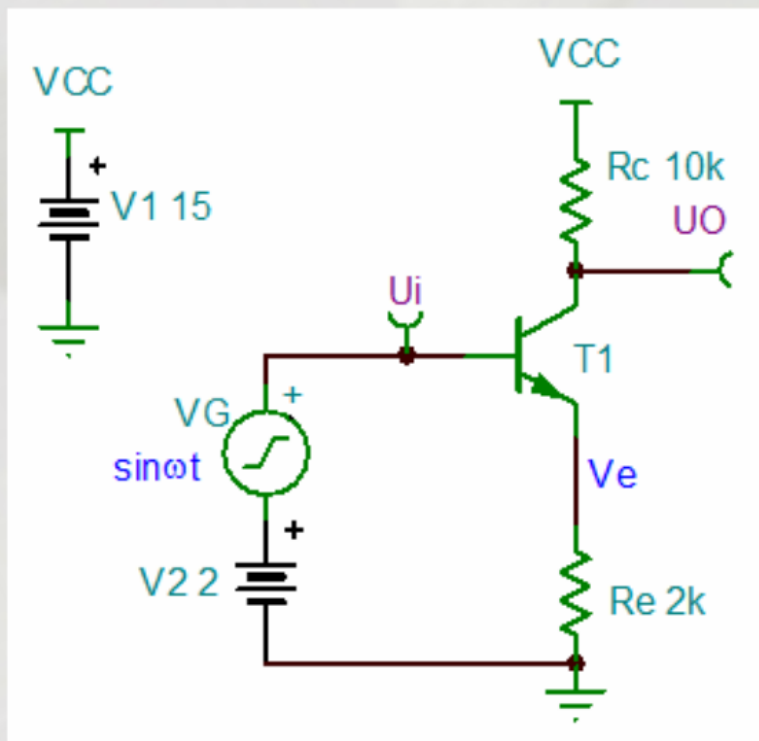 VCC
V1 15
VCC
Rc 10k
UO
Ui
T1
VG
sinωt
Ve
V2 2
Re 2k